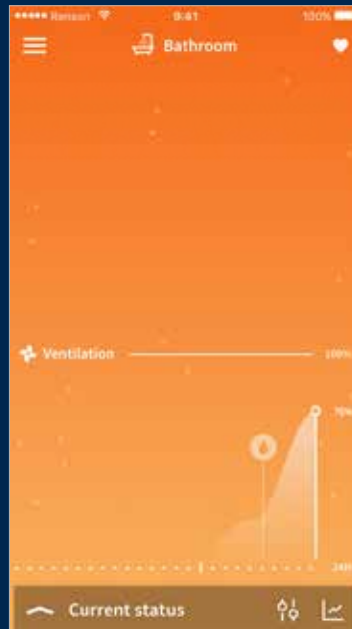 Renson 9:41 100%
Bathroom
Ventilation 100%
70%
24H
Current status